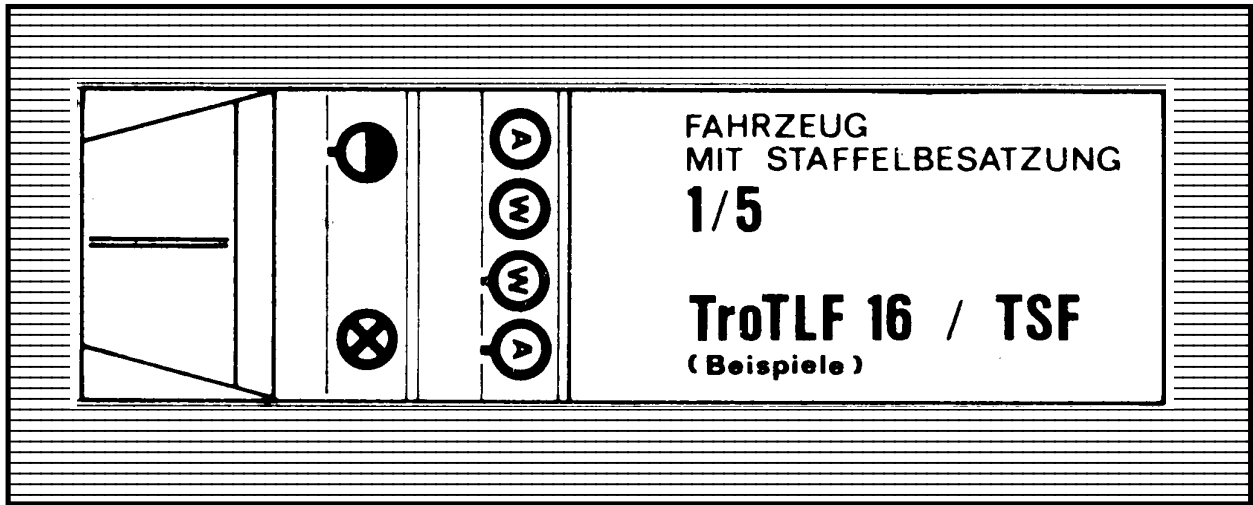 A
W
W
A
FAHRZEUG
MIT STAFFELBESATZUNG
1/5
TroTLF 16 / TSF
(Beispiele)